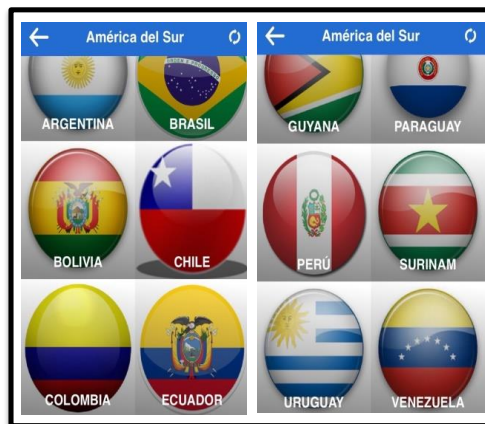 América del Sur
ARGENTINA BRASIL
BOLIVIA CHILE
COLOMBIA ECUADOR
América del Sur
GUYANA PARAGUAY
PERÚ SURINAM
URUGUAY VENEZUELA